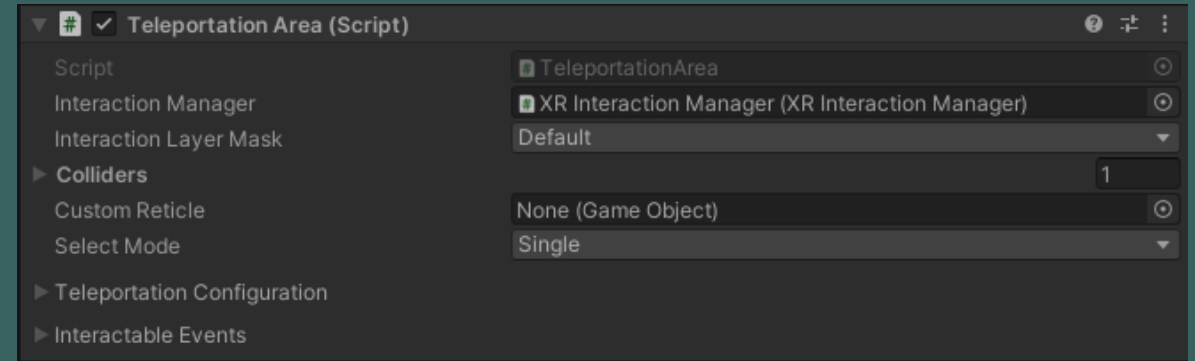 Teleportation Area (Script)
Script TeleportationArea
Interaction Manager XR Interaction Manager (XR Interaction Manager)
Interaction Layer Mask Default
Colliders 1
Custom Reticle None (Game Object)
Select Mode Single
Teleportation Configuration
Interactable Events